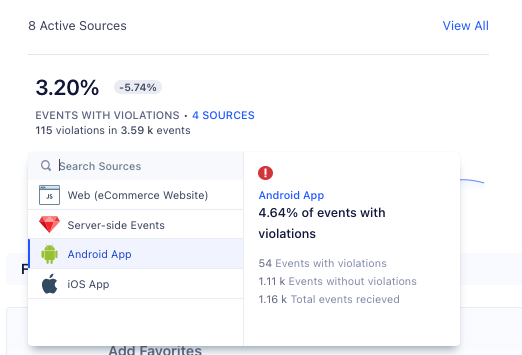 8 Active Sources
View All
3.20%
-5.74%
EVENTS WITH VIOLATIONS • 4 SOURCES
115 violations in 3.59 k events
Search Sources
JS
Web (eCommerce Website)
Server-side Events
Android App
iOS App
Android App
4.64% of events with
violations
54 Events with violations
1.11 k Events without violations
1.16 k Total events recieved
F
Add Favorites